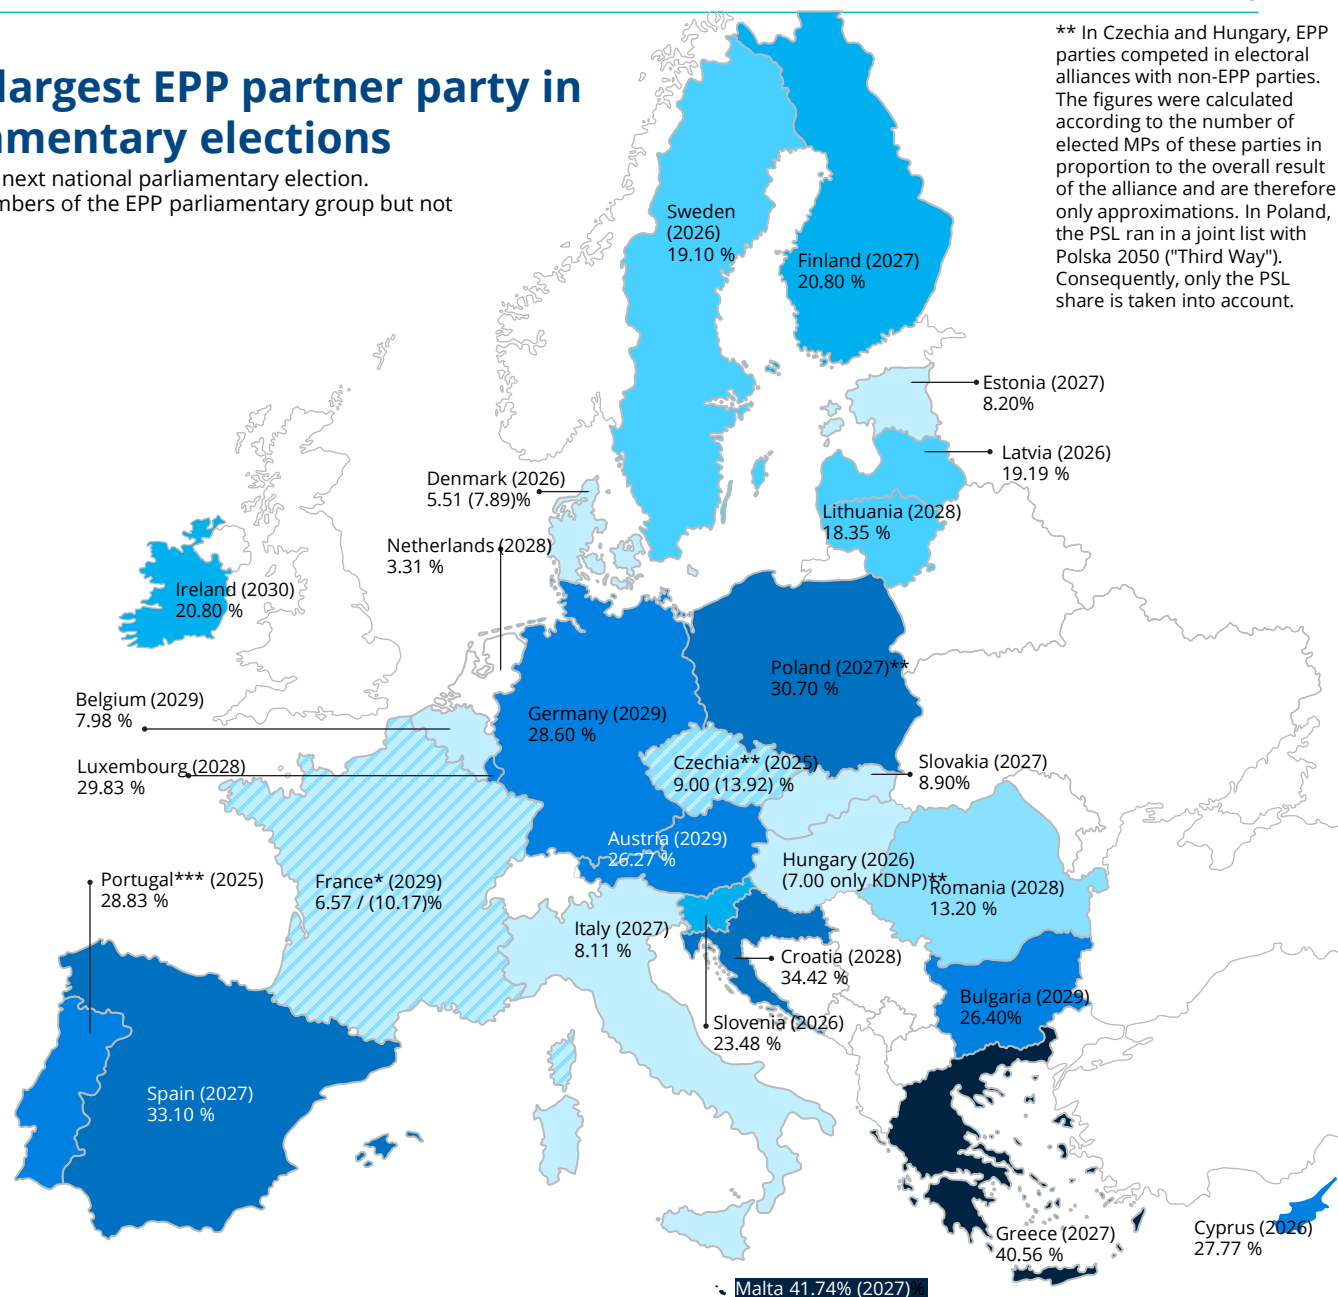 largest EPP partner party in
amentary elections
next national parliamentary election.
mbers of the EPP parliamentary group but not
** In Czechia and Hungary, EPP
parties competed in electoral
alliances with non-EPP parties.
The figures were calculated
according to the number of
elected MPs of these parties in
proportion to the overall result
of the alliance and are therefore
only approximations. In Poland,
the PSL ran in a joint list with
Polska 2050 ("Third Way").
Consequently, only the PSL
share is taken into account.
Sweden
(2026)
19.10 %
Finland (2027)
20.80 %
Estonia (2027)
8.20%
Latvia (2026)
19.19 %
Denmark (2026)
5.51 (7.89)%
Lithuania (2028)
18.35 %
Netherlands (2028)
3.31 %
Ireland (2030)
20.80 %
Poland (2027)**
30.70 %
Belgium (2029)
7.98 %
Germany (2029)
28.60 %
Luxembourg (2028)
29.83 %
Czechia** (2025)
9.00 (13.92) %
Slovakia (2027)
8.90%
Austria (2029)
26.27 %
Hungary (2026)
(7.00 only KDNP)**
Portugal*** (2025)
28.83 %
France* (2029)
6.57 / (10.17)%
Romania (2028)
13.20 %
Italy (2027)
8.11 %
Croatia (2028)
34.42 %
Bulgaria (2029)
26.40%
Slovenia (2026)
23.48 %
Spain (2027)
33.10 %
Greece (2027)
40.56 %
Cyprus (2026)
27.77 %
Malta 41.74% (2027)%